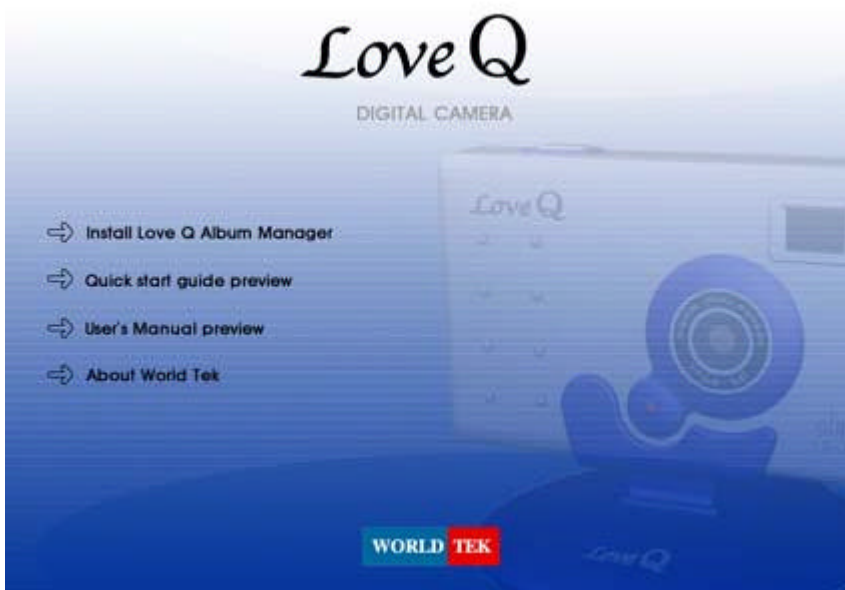 Love Q
DIGITAL CAMERA
Love Q
Install Love Q Album Manager
Quick start guide preview
User's Manual preview
About World Tek
WORLD TEK
Love Q